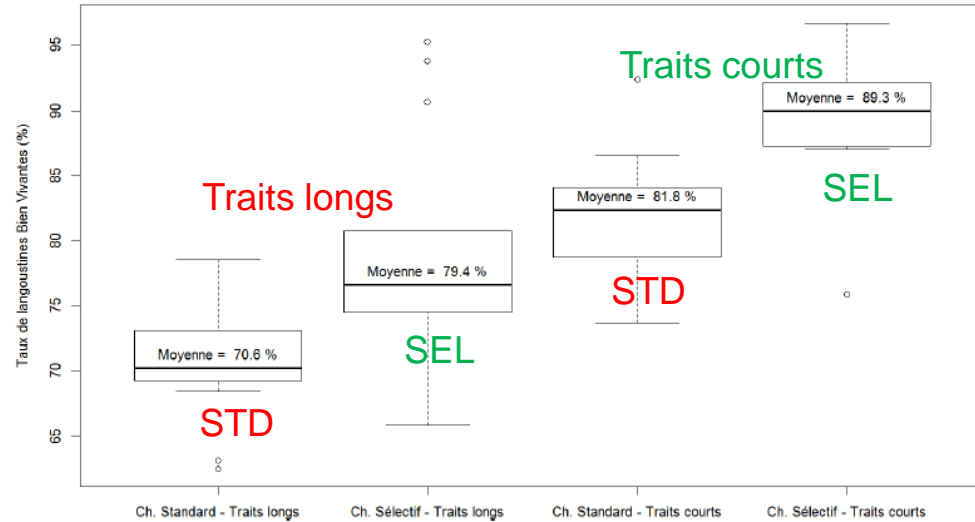 Taux de langoustines Bien Vivantes (%)
95
90
85
80
75
70
65
Traits courts
Moyenne = 89.3 %
SEL
Traits longs
Moyenne = 81.8 %
STD
Moyenne = 79.4 %
SEL
Moyenne = 70.6 %
STD
Ch. Standard - Traits longs
Ch. Sélectif - Traits longs
Ch. Standard - Traits courts
Ch. Sélectif - Traits courts